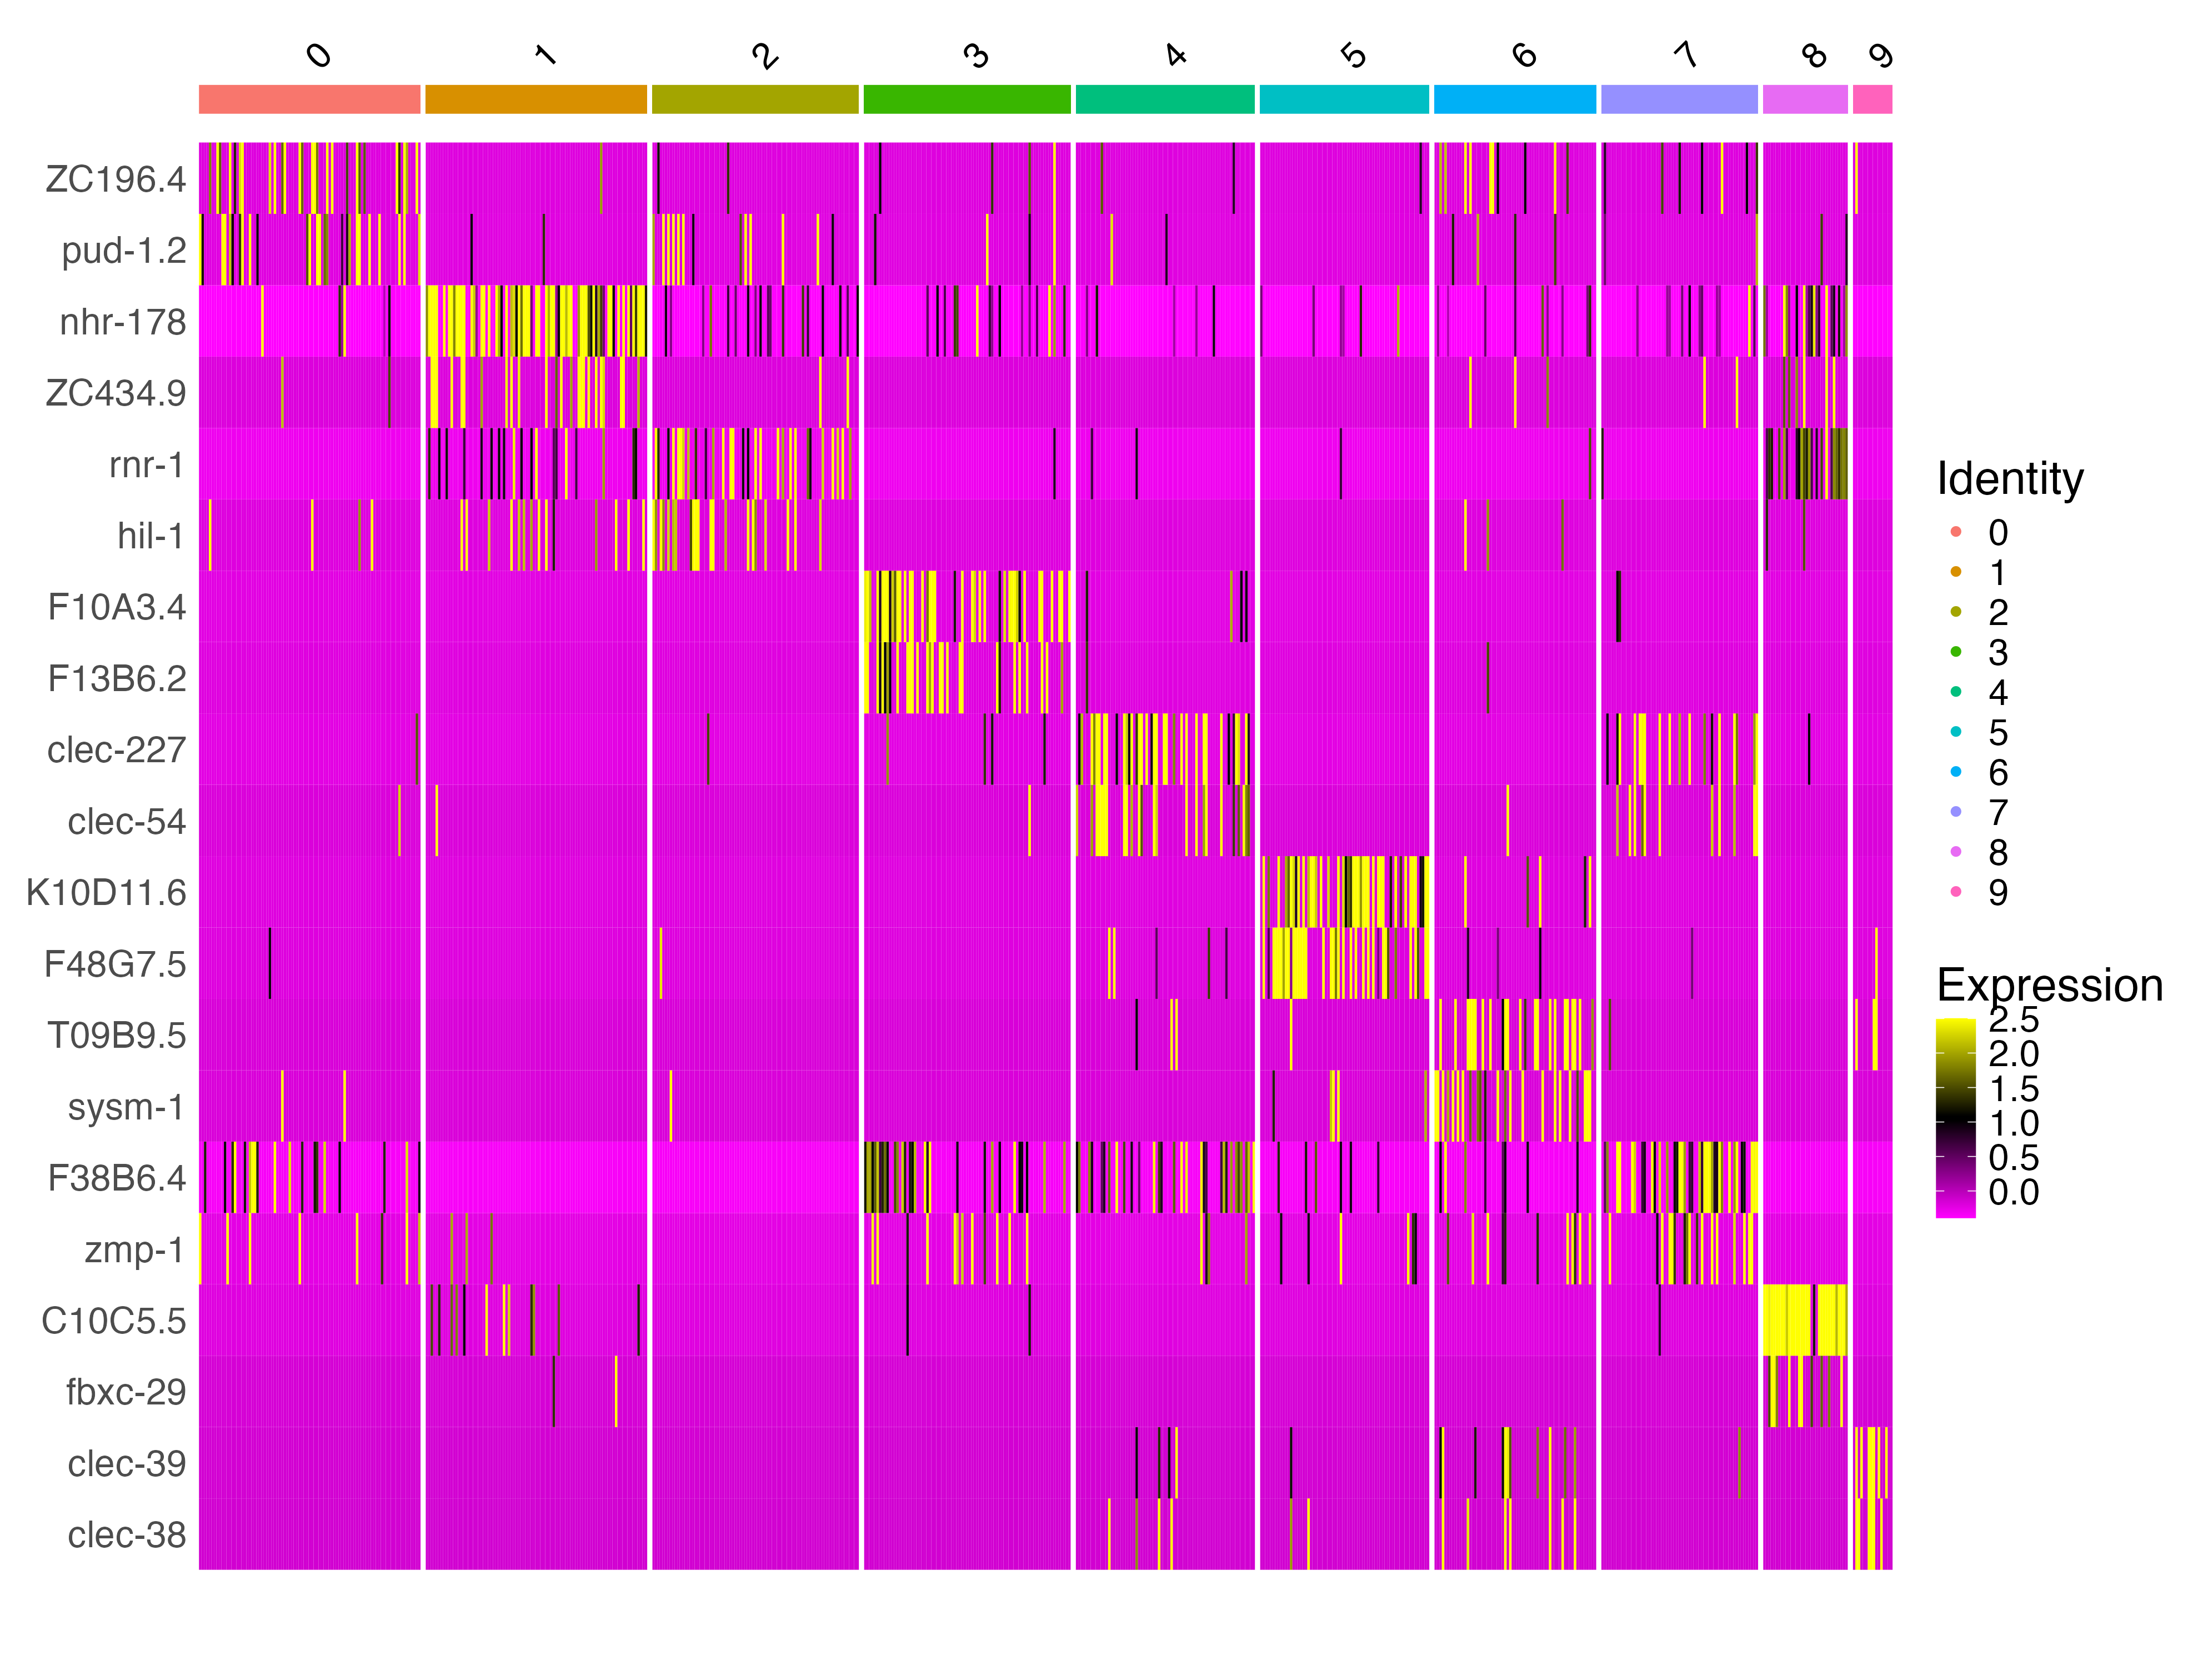 0 1 2 3 4 5 6 7 8 9
ZC196.4
pud-1.2
nhr-178
ZC434.9
rnr-1
hil-1
F10A3.4
F13B6.2
clec-227
clec-54
K10D11.6
F48G7.5
T09B9.5
sysm-1
F38B6.4
zmp-1
C10C5.5
fbxc-29
clec-39
clec-38
Identity
0
1
2
3
4
5
6
7
8
9
Expression
2.5
2.0
1.5
1.0
0.5
0.0